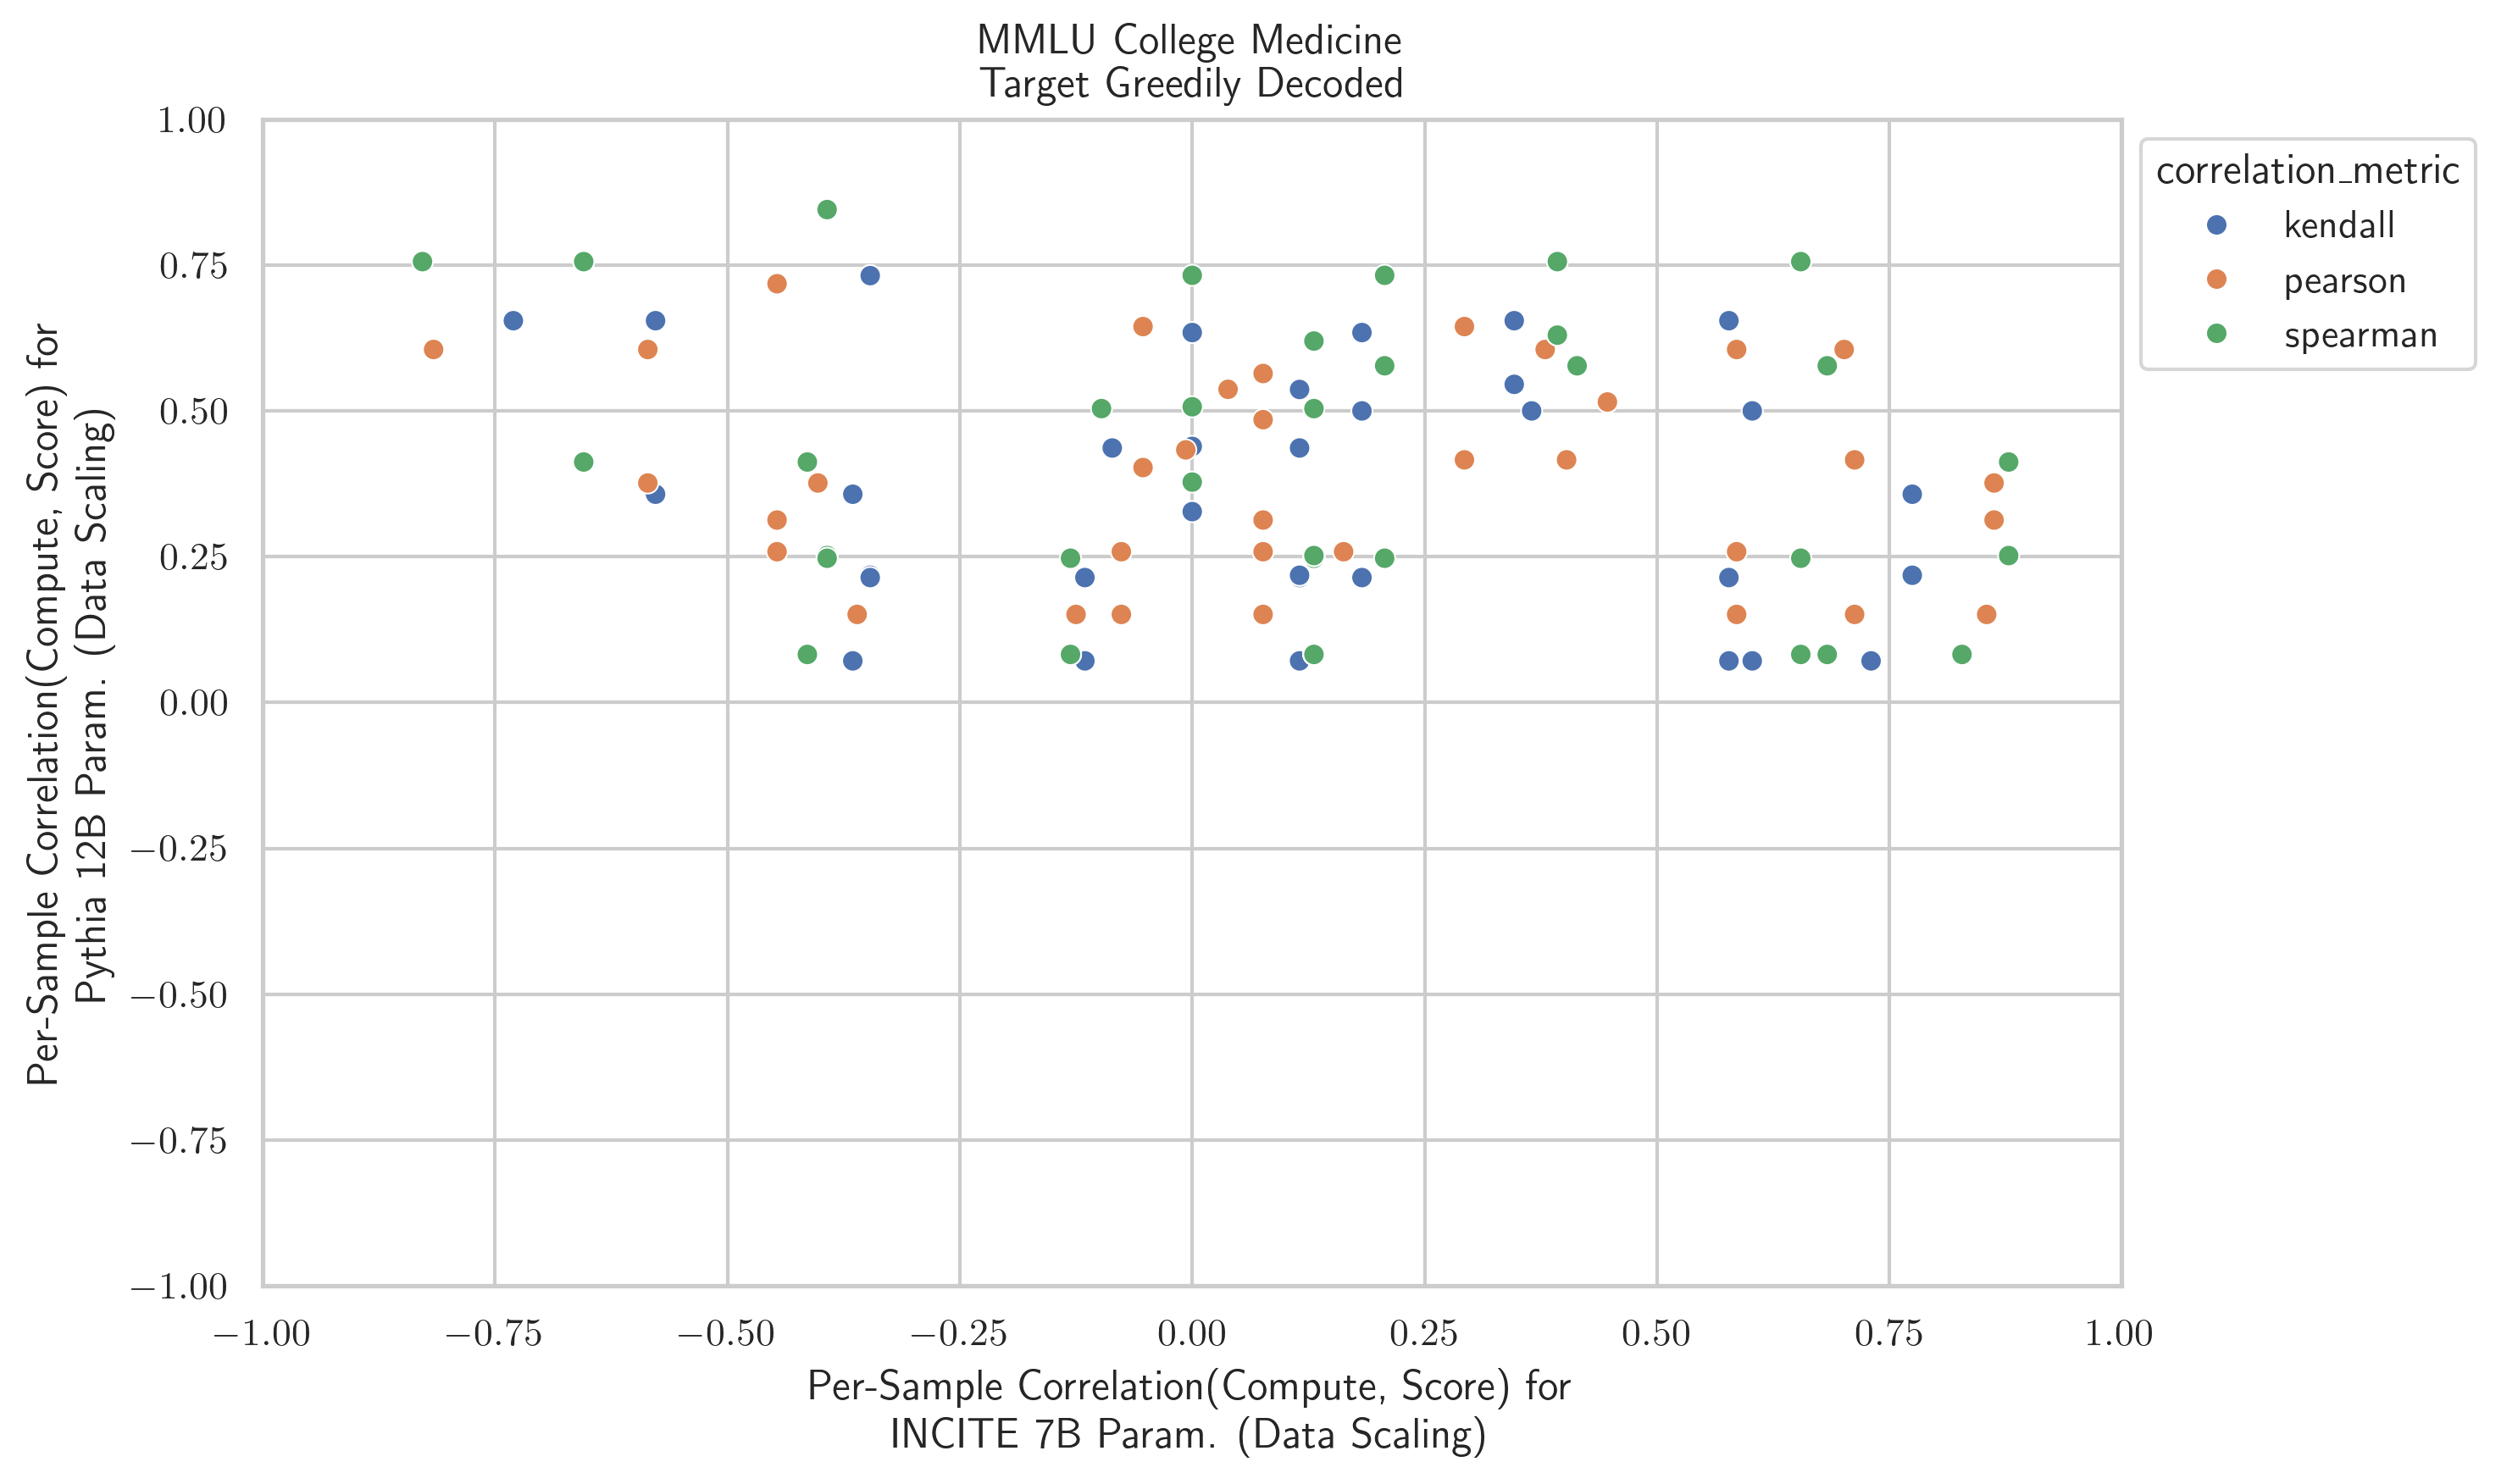 MMLU College Medicine
Target Greedily Decoded
1.00
0.75
0.50
0.25
0.00
−0.25
−0.50
−0.75
−1.00
Per-Sample Correlation(Compute, Score) for
Pythia 12B Param. (Data Scaling)
−1.00 −0.75 −0.50 −0.25 0.00 0.25 0.50 0.75 1.00
Per-Sample Correlation(Compute, Score) for
INCITE 7B Param. (Data Scaling)
correlation_metric
kendall
pearson
spearman